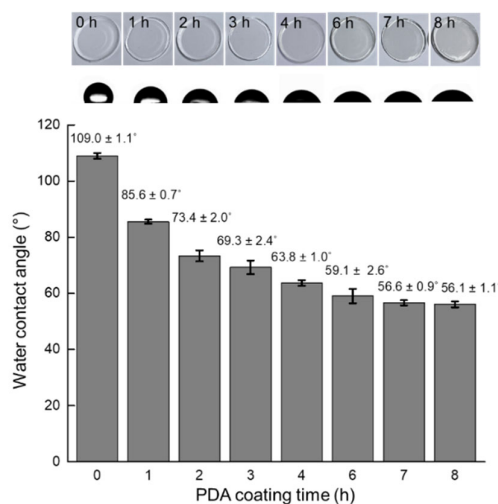 0 h 1 h 2 h 3 h 4 h 6 h 7 h 8 h
120
109.0 ± 1.1°
100
85.6 ± 0.7°
80
73.4 ± 2.0°
69.3 ± 2.4°
63.8 ± 1.0°
60
59.1 ± 2.6°
56.6 ± 0.9° 56.1 ± 1.1
40
20
0
Water contact angle (°)
0 1 2 3 4 6 7 8
PDA coating time (h)